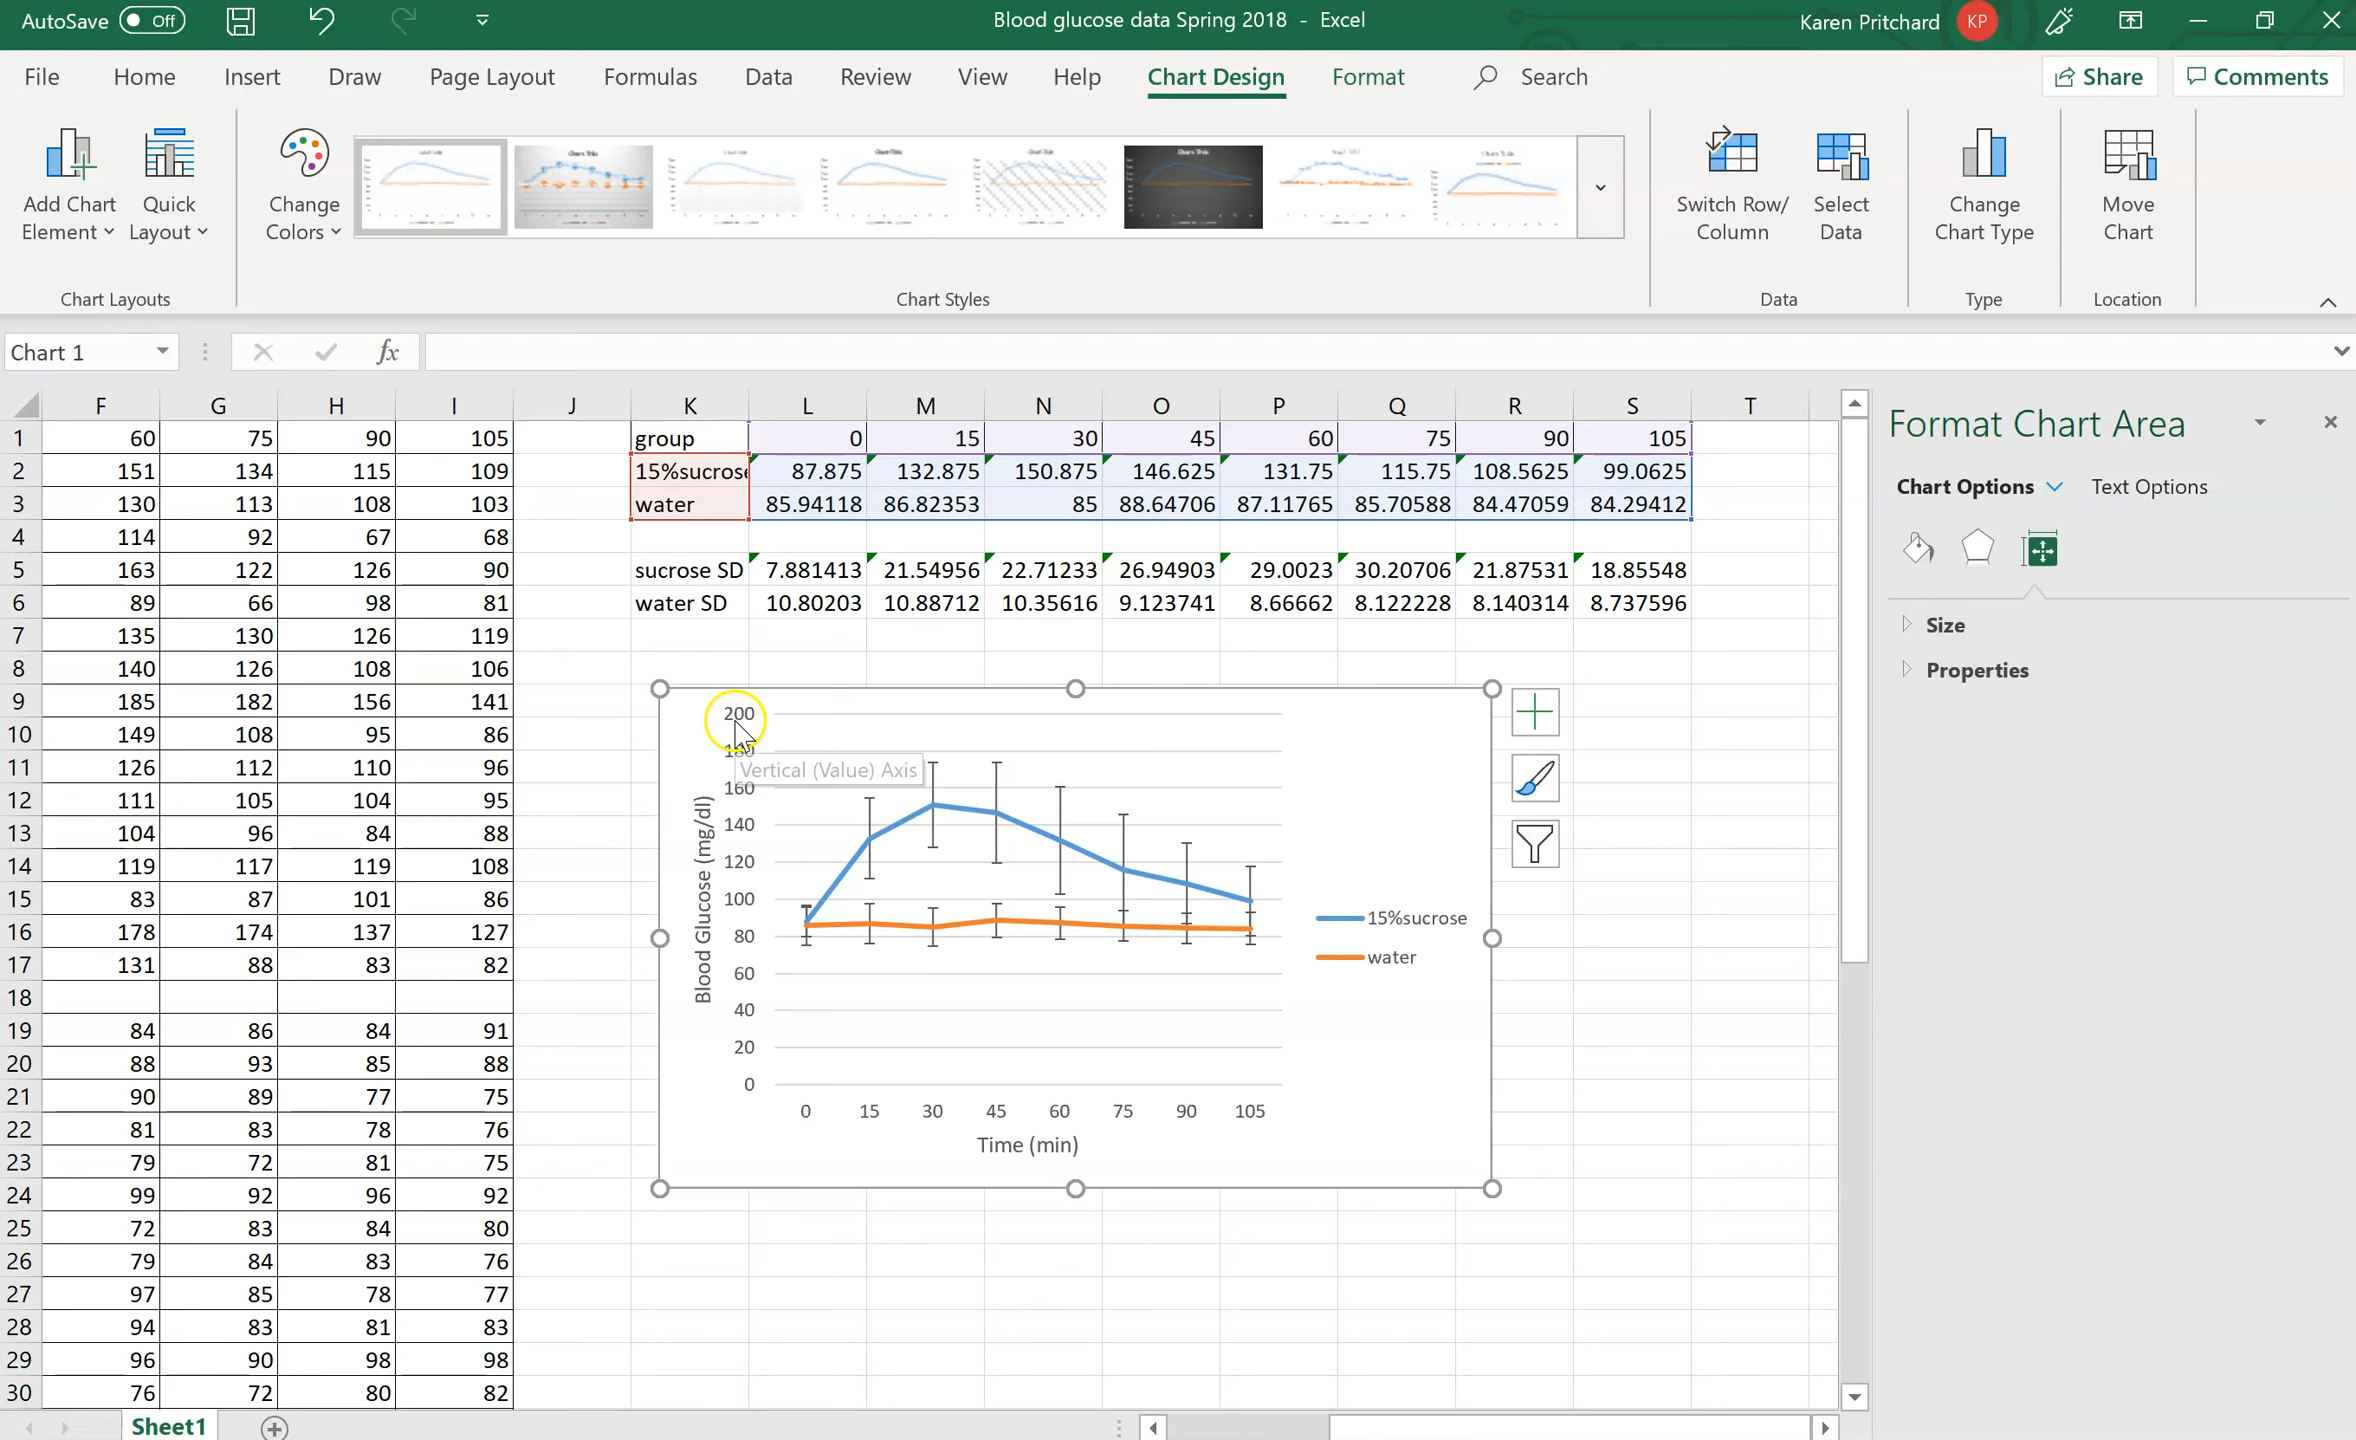 AutoSave Off Blood glucose data Spring 2018 - Excel Karen Pritchard KP
File Home Insert Draw Page Layout Formulas Data Review View Help Chart Design Format Search Share Comments
Add Chart Element
Quick Layout
Change Colors
Switch Row/ Column
Select Data
Change Chart Type
Move Chart
Chart Layouts Chart Styles Data Type Location
Chart 1 fx
F G H I J K L M N O P Q R S T
1 60 75 90 105 group 0 15 30 45 60 75 90 105
2 151 134 115 109 15%sucrose 87.875 132.875 150.875 146.625 131.75 115.75 108.5625 99.0625
3 130 113 108 103 water 85.94118 86.82353 85 88.64706 87.11765 85.70588 84.47059 84.29412
4 114 92 67 68
5 163 122 126 90 sucrose SD 7.881413 21.54956 22.71233 26.94903 29.0023 30.20706 21.87531 18.85548
6 89 66 98 81 water SD 10.80203 10.88712 10.35616 9.123741 8.66662 8.122228 8.140314 8.737596
7 135 130 126 119
8 140 126 108 106
9 185 182 156 141
10 149 108 95 86
11 126 112 110 96
12 111 105 104 95
13 104 96 84 88
14 119 117 119 108
15 83 87 101 86
16 178 174 137 127
17 131 88 83 82
18
19 84 86 84 91
20 88 93 85 88
21 90 89 77 75
22 81 83 78 76
23 79 72 81 75
24 99 92 96 92
25 72 83 84 80
26 79 84 83 76
27 97 85 78 77
28 94 83 81 83
29 96 90 98 98
30 76 72 80 82
200
180
Vertical (Value) Axis
160
140
120
100
80
60
40
20
0
Blood Glucose (mg/dl)
0 15 30 45 60 75 90 105
Time (min)
15%sucrose
water
Format Chart Area
Chart Options Text Options
Size
Properties
Sheet1